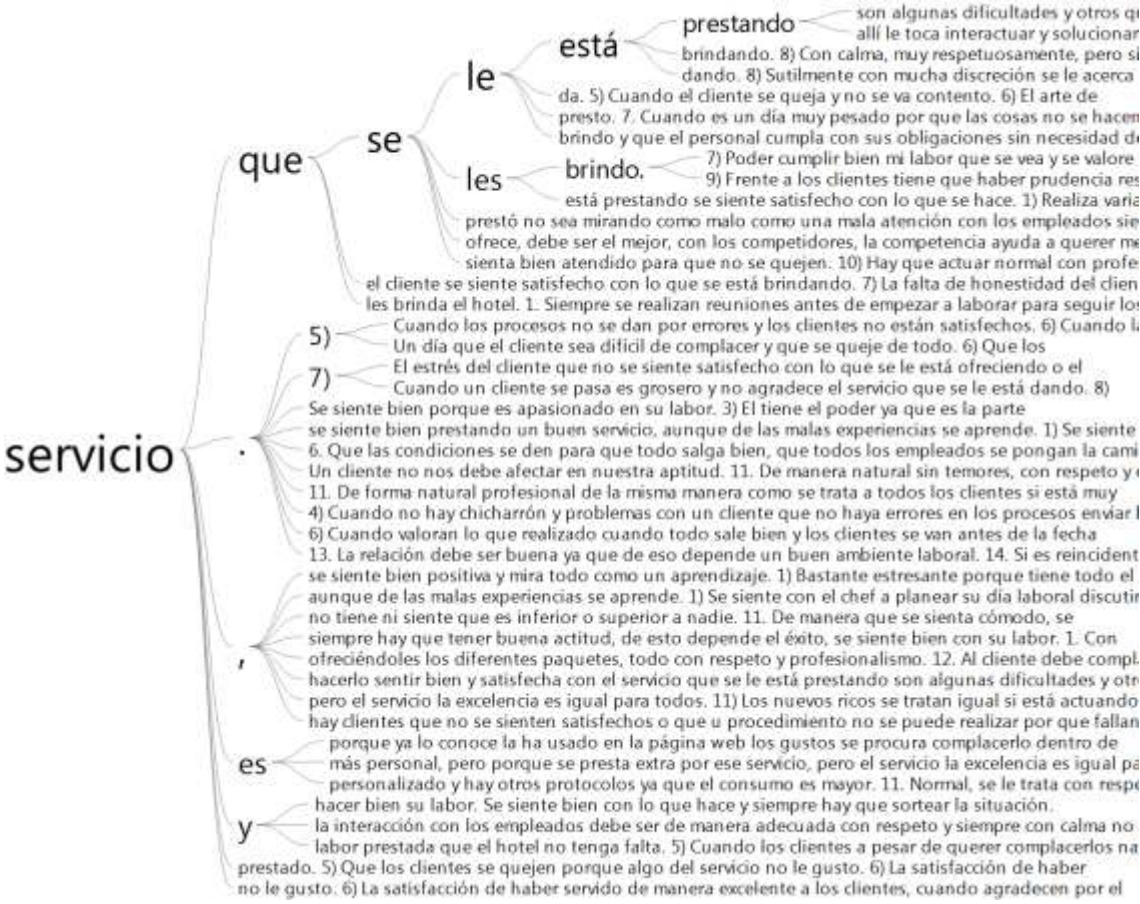 servicio
que
se
le
está
prestando
son algunas dificultades y otros qu
allí le toca interactuar y solucionar
brindando. 8) Con calma, muy respetuosamente, pero si
dando. 8) Sutilmente con mucha discreción se le acerca
da. 5) Cuando el cliente se queja y no se va contento. 6) El arte de
presto. 7. Cuando es un día muy pesado por que las cosas no se hacen
brindo y que el personal cumpla con sus obligaciones sin necesidad de
les
brindo.
7) Poder cumplir bien mi labor que se vea y se valore
9) Frente a los clientes tiene que haber prudencia res
está prestando se siente satisfecho con lo que se hace. 1) Realiza varia
prestó no sea mirando como malo como una mala atención con los empleados sie
ofrece, debe ser el mejor, con los competidores, la competencia ayuda a querer me
sienta bien atendido para que no se quejen. 10) Hay que actuar normal con profes
el cliente se siente satisfecho con lo que se está brindando. 7) La falta de honestidad del clien
les brinda el hotel. 1. Siempre se realizan reuniones antes de empezar a laborar para seguir los
.
5)
Cuando los procesos no se dan por errores y los clientes no están satisfechos. 6) Cuando la
Un día que el cliente sea difícil de complacer y que se queje de todo. 6) Que los
7)
El estrés del cliente que no se siente satisfecho con lo que se le está ofreciendo o el
Cuando un cliente se pasa es grosero y no agradece el servicio que se le está dando. 8)
Se siente bien porque es apasionado en su labor. 3) El tiene el poder ya que es la parte
se siente bien prestando un buen servicio, aunque de las malas experiencias se aprende. 1) Se siente
6. Que las condiciones se den para que todo salga bien, que todos los empleados se pongan la cami
Un cliente no nos debe afectar en nuestra aptitud. 11. De manera natural sin temores, con respeto y
11. De forma natural profesional de la misma manera como se trata a todos los clientes si está muy
4) Cuando no hay chicharrón y problemas con un cliente que no haya errores en los procesos enviar
6) Cuando valoran lo que realizado cuando todo sale bien y los clientes se van antes de la fecha
13. La relación debe ser buena ya que de eso depende un buen ambiente laboral. 14. Si es reincident
,
se siente bien positiva y mira todo como un aprendizaje. 1) Bastante estresante porque tiene todo el
aunque de las malas experiencias se aprende. 1) Se siente con el chef a planear su día laboral discutir
no tiene ni siente que es inferior o superior a nadie. 11. De manera que se sienta cómodo, se
siempre hay que tener buena actitud, de esto depende el éxito, se siente bien con su labor. 1. Con
ofreciéndoles los diferentes paquetes, todo con respeto y profesionalismo. 12. Al cliente debe compla
hacerlo sentir bien y satisfecha con el servicio que se le está prestando son algunas dificultades y otro
pero el servicio la excelencia es igual para todos. 11) Los nuevos ricos se tratan igual si está actuando
hay clientes que no se sienten satisfechos o que u procedimiento no se puede realizar por que fallan
es
porque ya lo conoce la ha usado en la página web los gustos se procura complacerlo dentro de
más personal, pero porque se presta extra por ese servicio, pero el servicio la excelencia es igual pa
personalizado y hay otros protocolos ya que el consumo es mayor. 11. Normal, se le trata con respe
y
hacer bien su labor. Se siente bien con lo que hace y siempre hay que sortear la situación.
la interacción con los empleados debe ser de manera adecuada con respeto y siempre con calma no
labor prestada que el hotel no tenga falta. 5) Cuando los clientes a pesar de querer complacerlos na
prestado. 5) Que los clientes se quejen porque algo del servicio no le gusto. 6) La satisfacción de haber
no le gusto. 6) La satisfacción de haber servido de manera excelente a los clientes, cuando agradecen por el